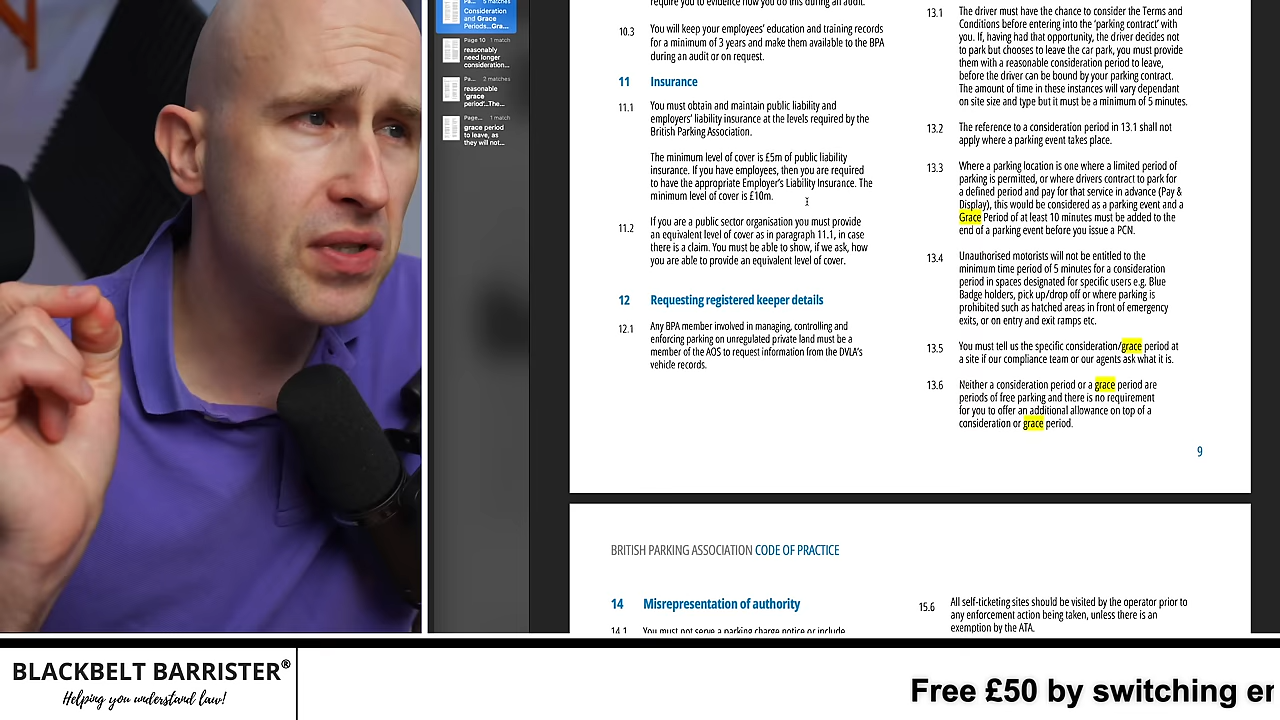 Pa... 5 matches
Consideration
and Grace
Periods...Gra...
Page 10 1 match
reasonably
need longer
consideration...
Pa... 2 matches
reasonable
'grace
period'...The...
Page... 1 match
grace period
to leave, as
they will not...
require you to evidence how you do this during an audit.
10.3 You will keep your employees' education and training records
for a minimum of 3 years and make them available to the BPA
during an audit or on request.
11 Insurance
11.1 You must obtain and maintain public liability and
employers' liability insurance at the levels required by the
British Parking Association.
The minimum level of cover is £5m of public liability
insurance. If you have employees, then you are required
to have the appropriate Employer's Liability Insurance. The
minimum level of cover is £10m.
11.2 If you are a public sector organisation you must provide
an equivalent level of cover as in paragraph 11.1, in case
there is a claim. You must be able to show, if we ask, how
you are able to provide an equivalent level of cover.
12 Requesting registered keeper details
12.1 Any BPA member involved in managing, controlling and
enforcing parking on unregulated private land must be a
member of the AOS to request information from the DVLA's
vehicle records.
13.1 The driver must have the chance to consider the Terms and
Conditions before entering into the 'parking contract' with
you. If, having had that opportunity, the driver decides not
to park but chooses to leave the car park, you must provide
them with a reasonable consideration period to leave,
before the driver can be bound by your parking contract.
The amount of time in these instances will vary dependant
on site size and type but it must be a minimum of 5 minutes.
13.2 The reference to a consideration period in 13.1 shall not
apply where a parking event takes place.
13.3 Where a parking location is one where a limited period of
parking is permitted, or where drivers contract to park for
a defined period and pay for that service in advance (Pay &
Display), this would be considered as a parking event and a
Grace Period of at least 10 minutes must be added to the
end of a parking event before you issue a PCN.
13.4 Unauthorised motorists will not be entitled to the
minimum time period of 5 minutes for a consideration
period in spaces designated for specific users e.g. Blue
Badge holders, pick up/drop off or where parking is
prohibited such as hatched areas in front of emergency
exits, or on entry and exit ramps etc.
13.5 You must tell us the specific consideration/grace period at
a site if our compliance team or our agents ask what it is.
13.6 Neither a consideration period or a grace period are
periods of free parking and there is no requirement
for you to offer an additional allowance on top of a
consideration or grace period.
9
BRITISH PARKING ASSOCIATION CODE OF PRACTICE
14 Misrepresentation of authority
14.1 You must not serve a parking charge notice or include
15.6 All self-ticketing sites should be visited by the operator prior to
any enforcement action being taken, unless there is an
exemption by the ATA.
BLACKBELT BARRISTER®
Helping you understand law!
Free £50 by switching en